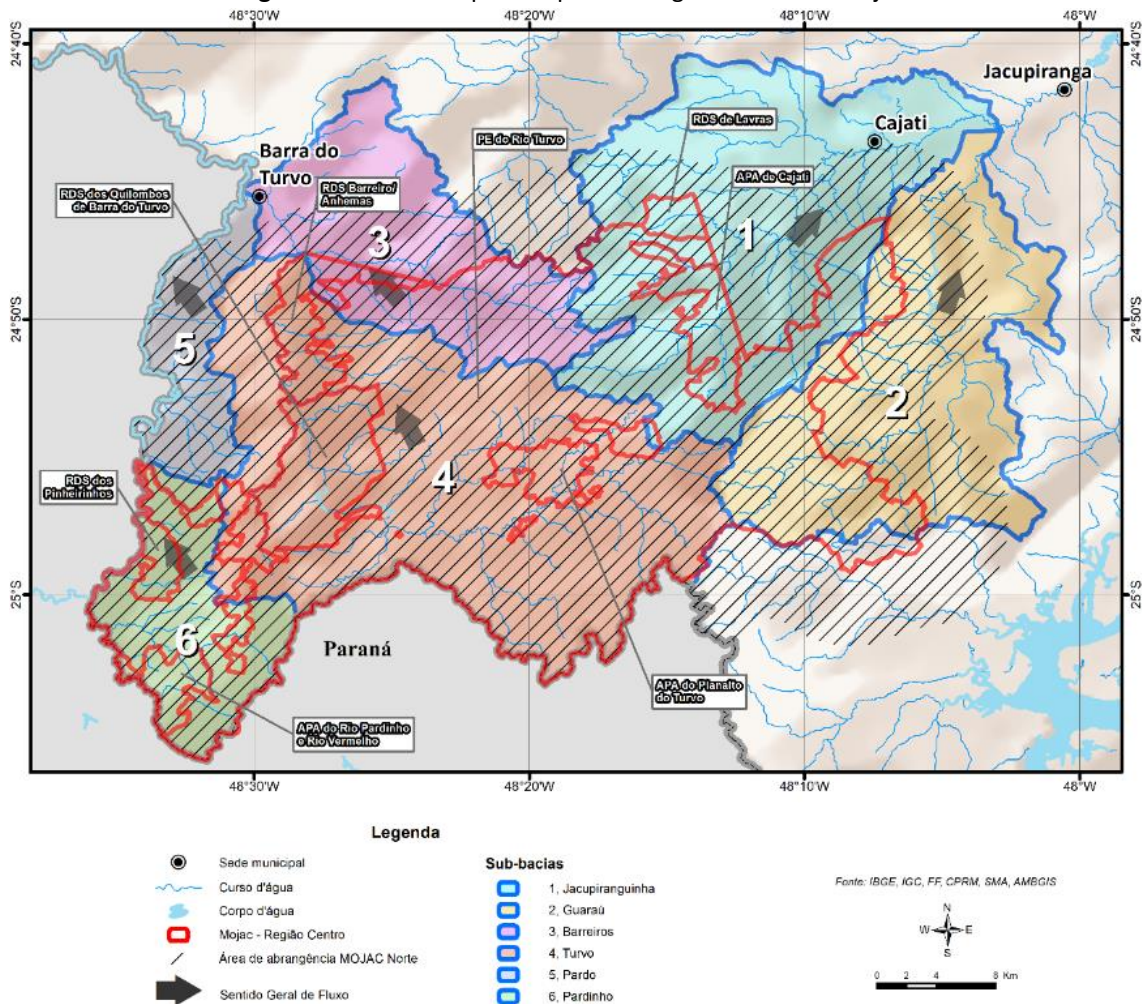 48°30'W
48°20'W
48°10'W
48°W
24°40'S
24°40'S
Jacupiranga
Cajati
RDS de Lavras
PE do Rio Turvo
Barra do
Turvo
RDS dos Quilombos
de Barra do Turvo
RDS Barreiro/
Anhemas
APA de Cajati
1
3
24°50'S
24°50'S
5
2
4
RDS dos
Pinheirinhos
25°S
25°S
6
Paraná
APA do Planalto
do Turvo
APA do Rio Pardinho
e Rio Vermelho
48°30'W
48°20'W
48°10'W
48°W
Legenda
Sede municipal
Curso d'água
Corpo d'água
Mojac - Região Centro
Área de abrangência MOJAC Norte
Sentido Geral de Fluxo
Sub-bacias
1, Jacupiranguinha
2, Guaraú
3, Barreiros
4, Turvo
5, Pardo
6, Pardinho
Fonte: IBGE, IGC, FF, CPRM, SMA, AMBGIS
N
W
E
S
0 2 4 8 Km